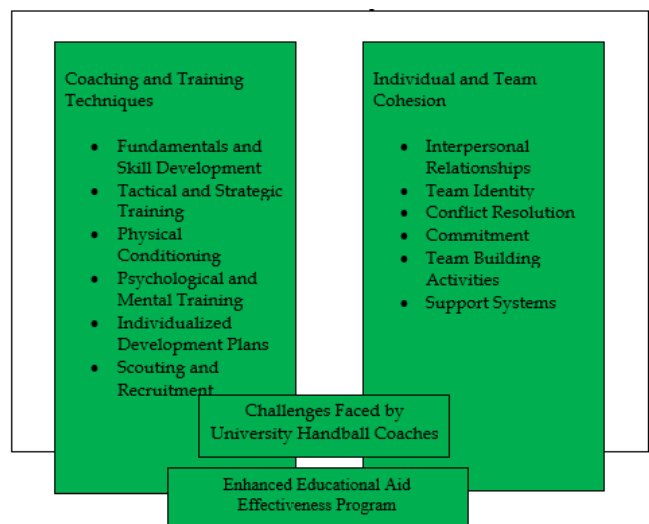 Coaching and Training
Techniques
• Fundamentals and
Skill Development
• Tactical and Strategic
Training
• Physical
Conditioning
• Psychological and
Mental Training
• Individualized
Development Plans
• Scouting and
Recruitment
Individual and Team
Cohesion
• Interpersonal
Relationships
• Team Identity
• Conflict Resolution
• Commitment
• Team Building
Activities
• Support Systems
Challenges Faced by
University Handball Coaches
Enhanced Educational Aid
Effectiveness Program